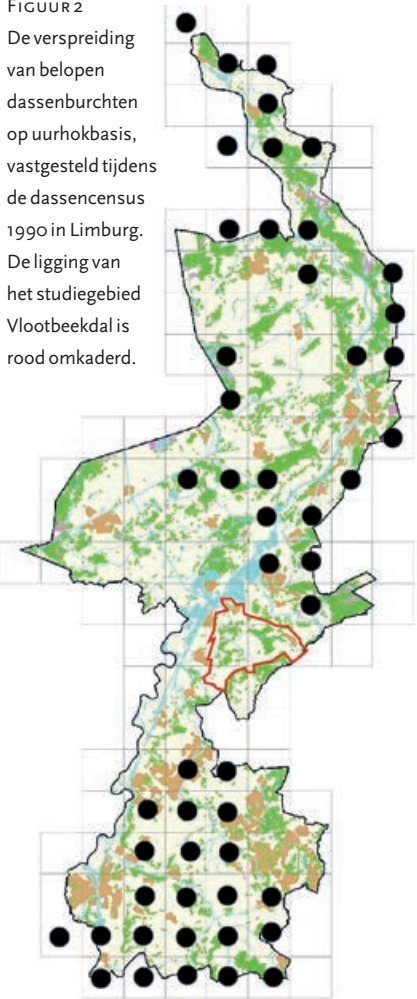 FIGUUR 2
De verspreiding
van belopen
dassenburchten
op uurhokbasis,
vastgesteld tijdens
de dassencensus
1990 in Limburg.
De ligging van
het studiegebied
Vlootbeekdal is
rood omkaderd.